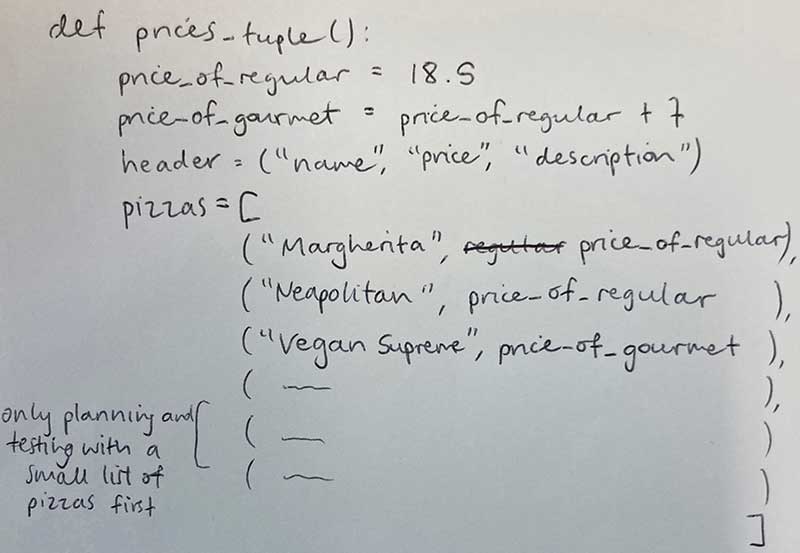 def prices_tuple():
price_of_regular = 18.5
price_of_gourmet = price_of_regular + 7
header = ("name", "price", "description")
pizzas = [
("Margherita", regular price_of_regular),
("Neapolitan", price_of_regular ),
("Vegan Supreme", price_of_gourmet ),
( — ),
( — )
( — )
]
only planning and
testing with a
small list of
pizzas first